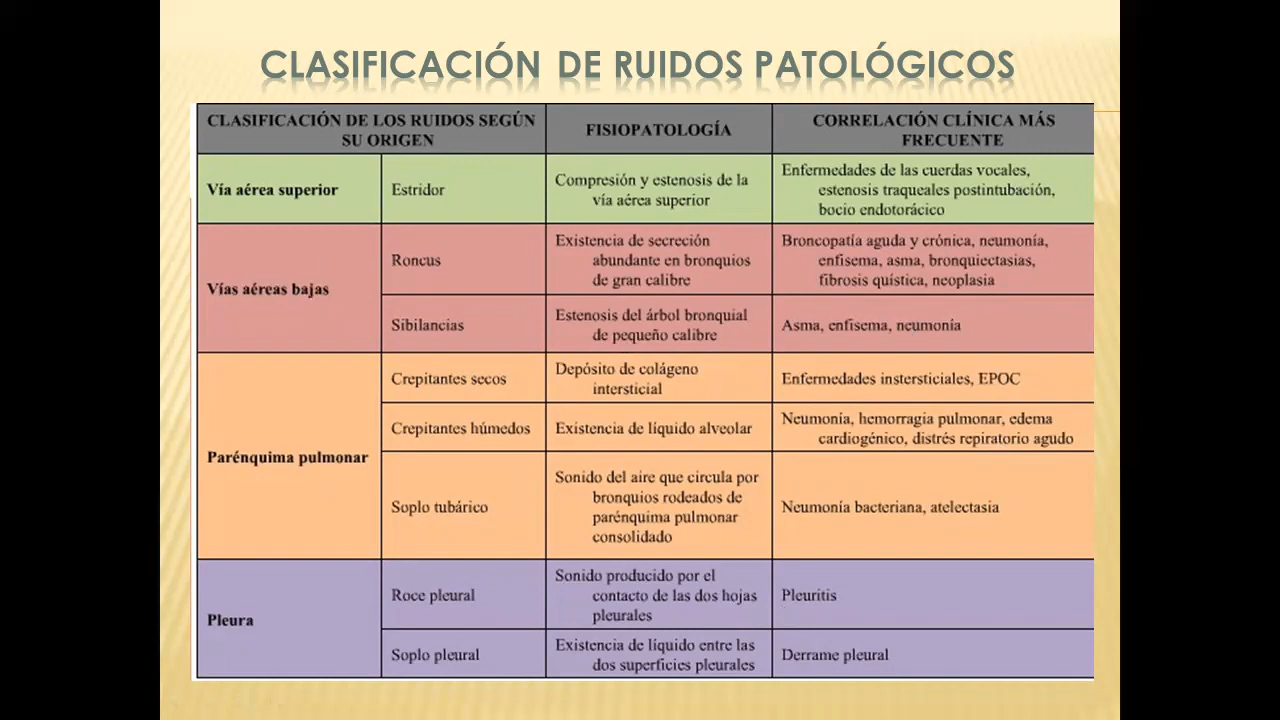 CLASIFICACIÓN DE RUIDOS PATOLÓGICOS
CLASIFICACIÓN DE LOS RUIDOS SEGÚN
SU ORIGEN
FISIOPATOLOGÍA
CORRELACIÓN CLÍNICA MÁS
FRECUENTE
Vía aérea superior
Estridor
Compresión y estenosis de la
vía aérea superior
Enfermedades de las cuerdas vocales,
estenosis traqueales postintubación,
bocio endotorácico
Vías aéreas bajas
Roncus
Existencia de secreción
abundante en bronquios
de gran calibre
Broncopatía aguda y crónica, neumonía,
enfisema, asma, bronquiectasias,
fibrosis quística, neoplasia
Sibilancias
Estenosis del árbol bronquial
de pequeño calibre
Asma, enfisema, neumonía
Parénquima pulmonar
Crepitantes secos
Depósito de colágeno
intersticial
Enfermedades instersticiales, EPOC
Crepitantes húmedos
Existencia de líquido alveolar
Neumonía, hemorragia pulmonar, edema
cardiogénico, distrés repiratorio agudo
Soplo tubárico
Sonido del aire que circula por
bronquios rodeados de
parénquima pulmonar
consolidado
Neumonía bacteriana, atelectasia
Pleura
Roce pleural
Sonido producido por el
contacto de las dos hojas
pleurales
Pleuritis
Soplo pleural
Existencia de líquido entre las
dos superficies pleurales
Derrame pleural